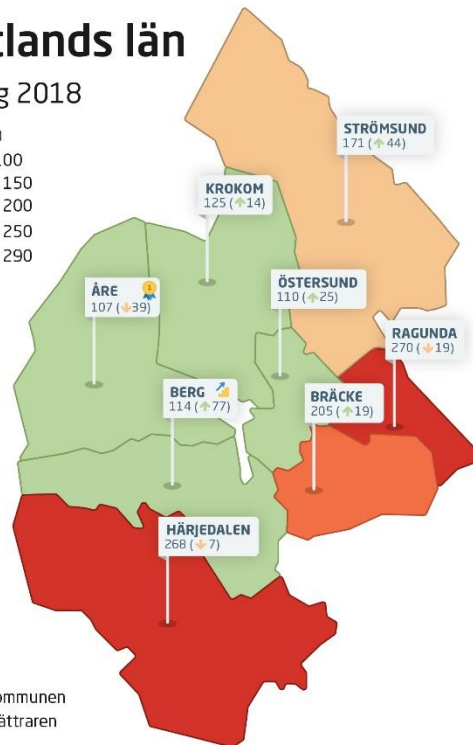 tlands län
g 2018
100
150
200
250
290
STRÖMSUND
171 (↑44)
KROKOM
125 (↑14)
ÖSTERSUND
110 (↑25)
ÅRE
107 (↓39)
RAGUNDA
270 (↓19)
BERG
114 (↑77)
BRÄCKE
205 (↑19)
HÄRJEDALEN
268 (↓7)
ommunen
ättraren